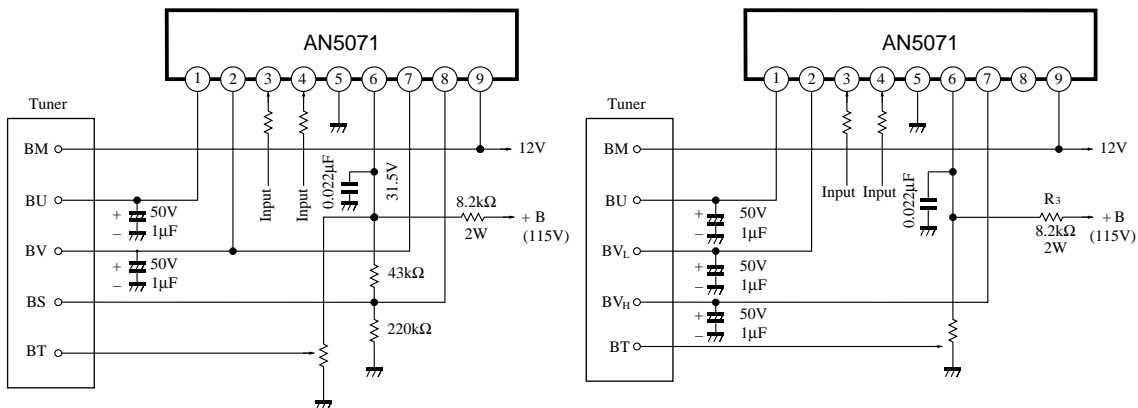 AN5071
1 2 3 4 5 6 7 8 9
Tuner
BM
12V
BU
+
−
50V
1µF
Input
Input
0.022µF
31.5V
8.2kΩ
2W
+ B
(115V)
BV
+
−
50V
1µF
43kΩ
BS
220kΩ
BT
AN5071
1 2 3 4 5 6 7 8 9
Tuner
BM
12V
Input Input
0.022µF
BU
+
−
50V
1µF
R3
8.2kΩ
2W
+ B
(115V)
BVL
+
−
50V
1µF
BVH
+
−
50V
1µF
BT